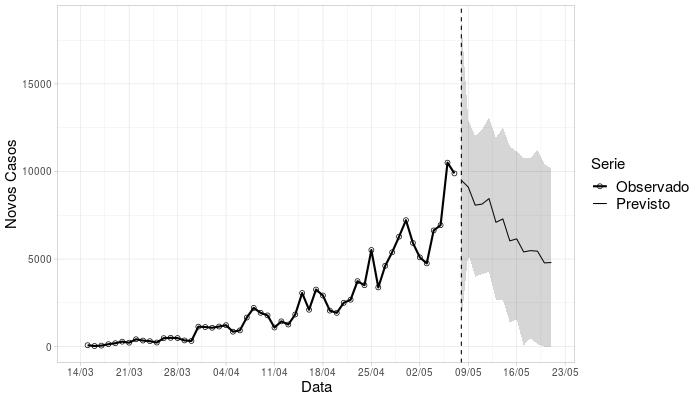 Novos Casos
15000
10000
5000
0
14/03 21/03 28/03 04/04 11/04 18/04 25/04 02/05 09/05 16/05 23/05
Data
Serie
Observado
Previsto